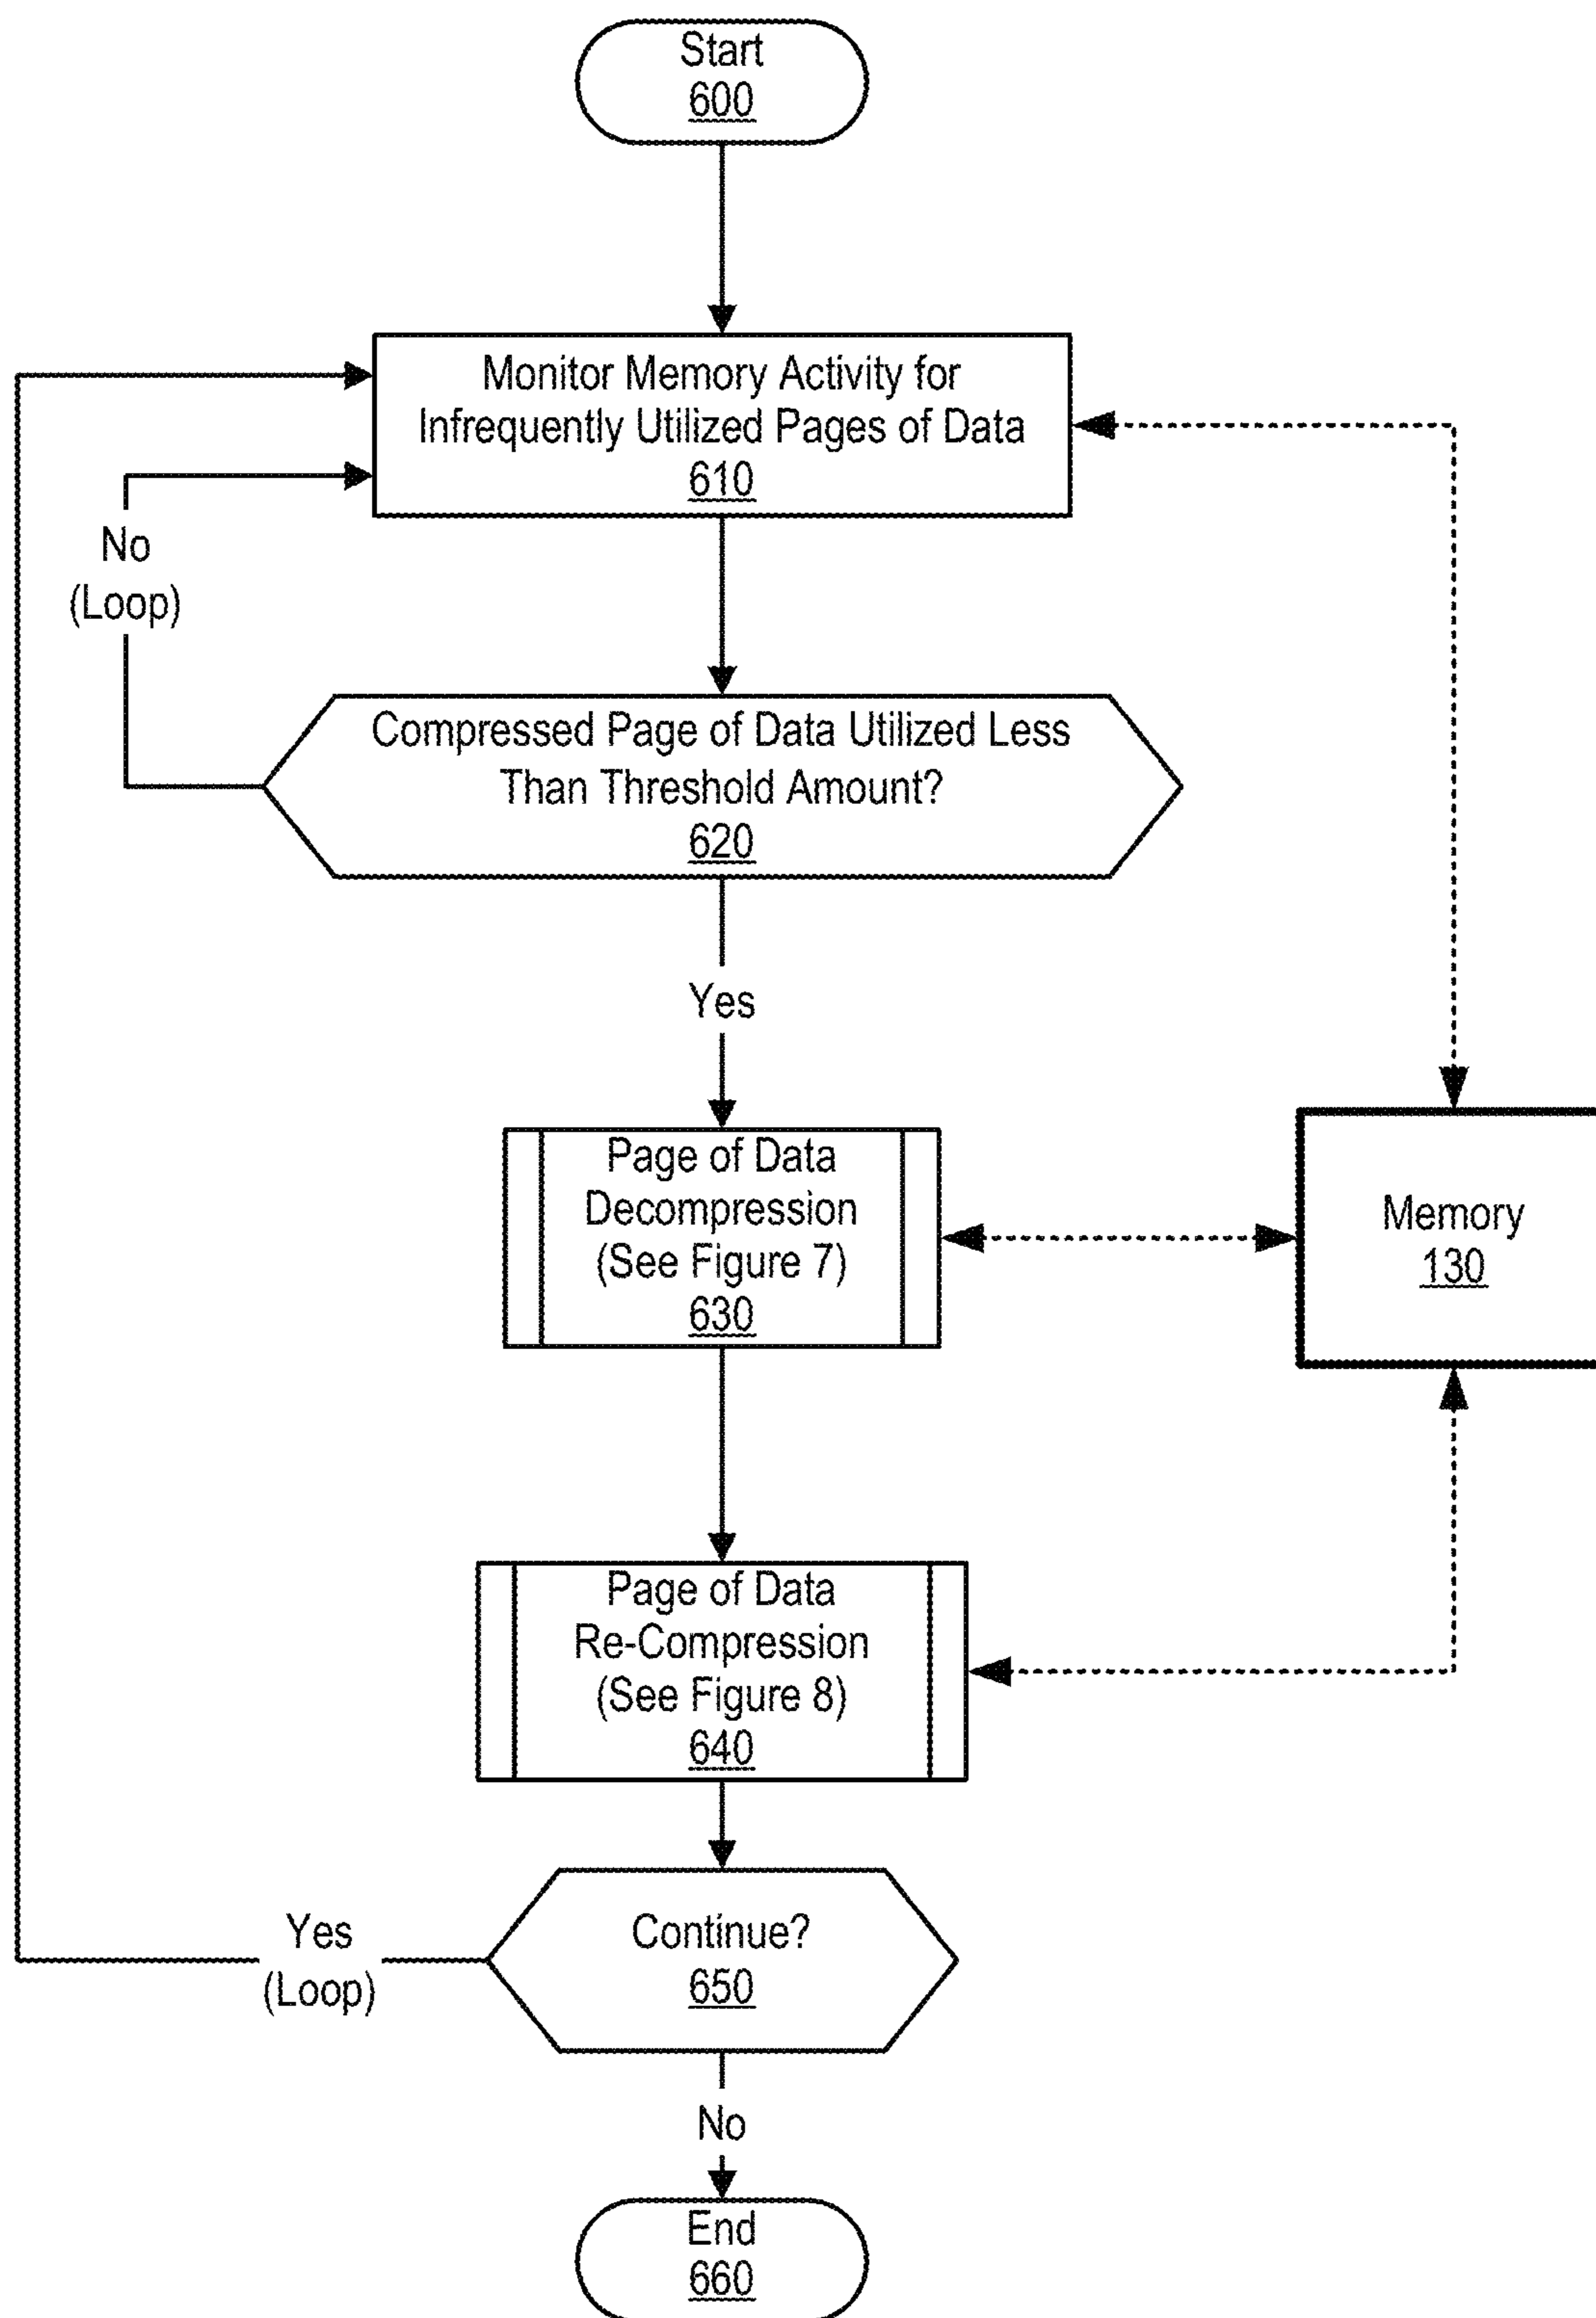 Start
600
Monitor Memory Activity for
Infrequently Utilized Pages of Data
610
No
(Loop)
Compressed Page of Data Utilized Less
Than Threshold Amount?
620
Yes
Page of Data
Decompression
(See Figure 7)
630
Memory
130
Page of Data
Re-Compression
(See Figure 8)
640
Continue?
650
Yes
(Loop)
No
End
660